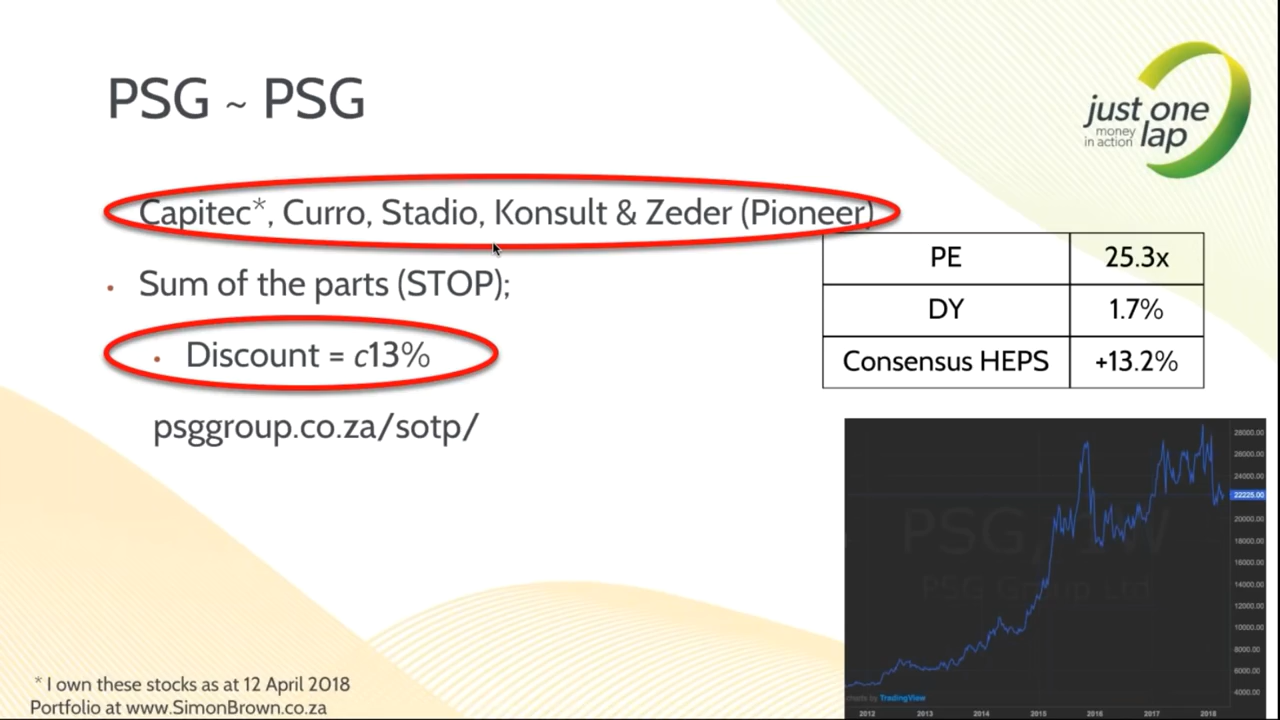 PSG ~ PSG
just one
money
in action
lap
Capitec*, Curro, Stadio, Konsult & Zeder (Pioneer)
• Sum of the parts (STOP);
• Discount = c13%
psggroup.co.za/sotp/
PE 25.3x
DY 1.7%
Consensus HEPS +13.2%
28000.00
26000.00
24000.00
22225.00
20000.00
18000.00
16000.00
14000.00
12000.00
10000.00
8000.00
6000.00
4000.00
PSG, 1W
PSG Group Ltd
by TradingView
2012 2013 2014 2015 2016 2017 2018
* I own these stocks as at 12 April 2018
Portfolio at www.SimonBrown.co.za